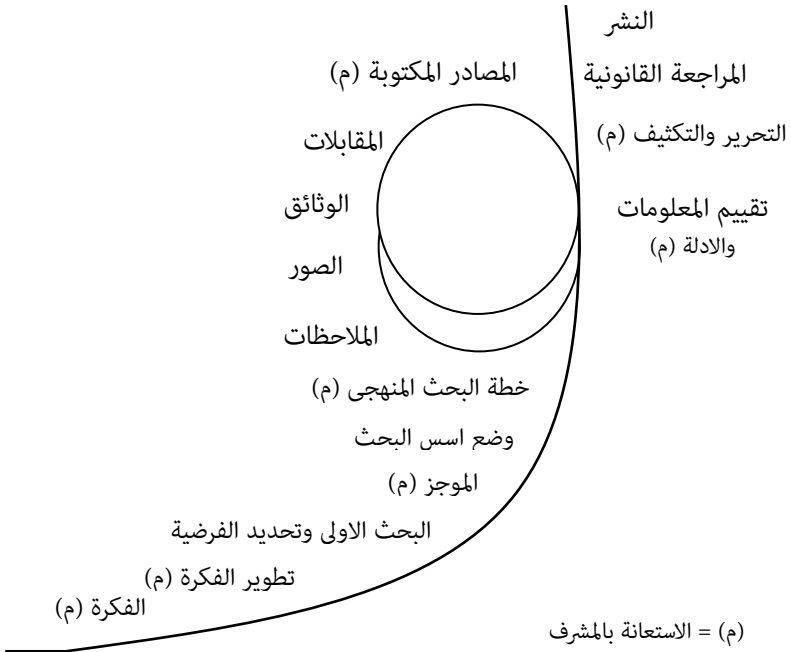 النشر
المراجعة القانونية
المصادر المكتوبة (م)
التحرير والتكثيف (م)
المقابلات
تقييم المعلومات
والادلة (م)
الوثائق
الصور
الملاحظات
خطة البحث المنهجى (م)
وضع اسس البحث
الموجز (م)
البحث الاولى وتحديد الفرضية
تطوير الفكرة (م)
الفكرة (م)
(م) = الاستعانة بالمشرف